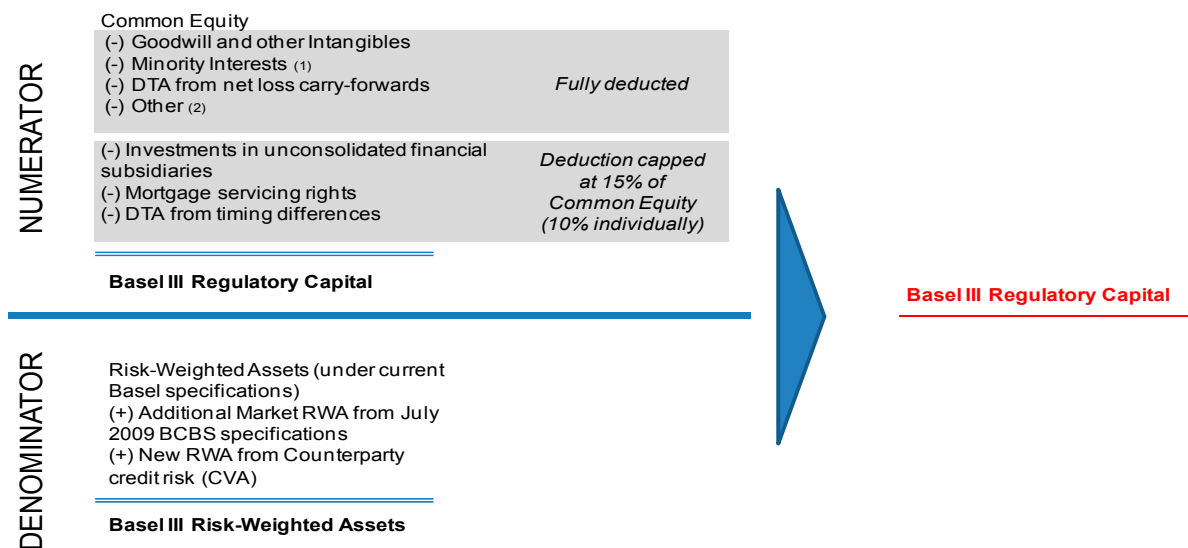 NUMERATOR
Common Equity
(-) Goodwill and other Intangibles
(-) Minority Interests (1)
(-) DTA from net loss carry-forwards
(-) Other (2)
Fully deducted
(-) Investments in unconsolidated financial
subsidiaries
(-) Mortgage servicing rights
(-) DTA from timing differences
Deduction capped
at 15% of
Common Equity
(10% individually)
Basel III Regulatory Capital
DENOMINATOR
Risk-Weighted Assets (under current
Basel specifications)
(+) Additional Market RWA from July
2009 BCBS specifications
(+) New RWA from Counterparty
credit risk (CVA)
Basel III Risk-Weighted Assets
Basel III Regulatory Capital